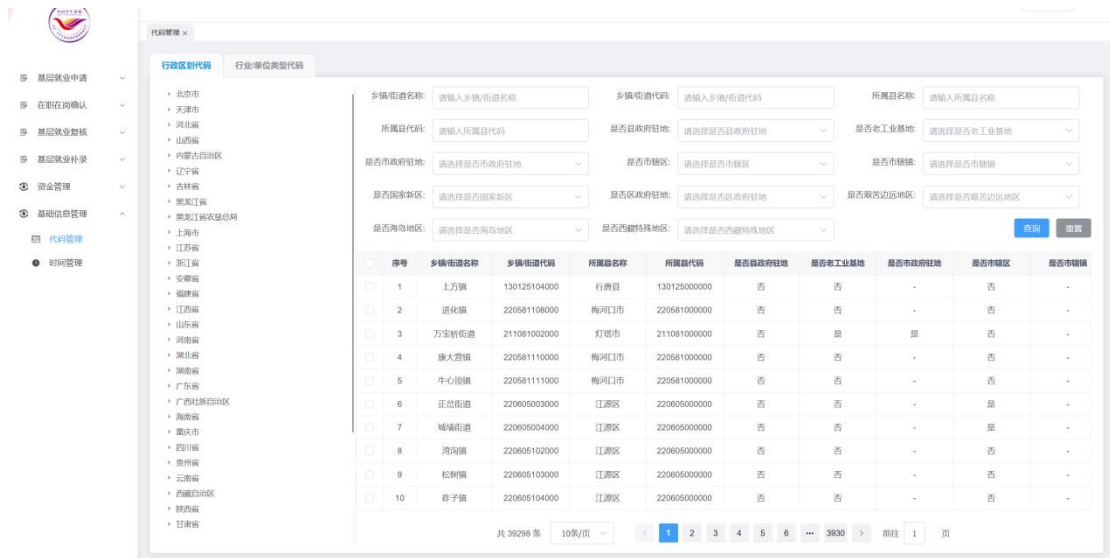 代码管理 ×
基层就业申请
在职在岗确认
基层就业复核
基层就业补录
资金管理
基础信息管理
代码管理
时间管理
行政区划代码 行业/单位类型代码
北京市
天津市
河北省
山西省
内蒙古自治区
辽宁省
吉林省
黑龙江省
黑龙江省农垦总局
上海市
江苏省
浙江省
安徽省
福建省
江西省
山东省
河南省
湖北省
湖南省
广东省
广西壮族自治区
海南省
重庆市
四川省
贵州省
云南省
西藏自治区
陕西省
甘肃省
乡镇/街道名称: 请输入乡镇/街道名称 乡镇/街道代码: 请输入乡镇/街道代码 所属县名称: 请输入所属县名称
所属县代码: 请输入所属县代码 是否县政府驻地: 请选择是否县政府驻地 是否老工业基地: 请选择是否老工业基地
是否市政府驻地: 请选择是否市政府驻地 是否市辖区: 请选择是否市辖区 是否市辖镇: 请选择是否市辖镇
是否国家新区: 请选择是否国家新区 是否区政府驻地: 请选择是否区政府驻地 是否艰苦边远地区: 请选择是否艰苦边远地区
是否海岛地区: 请选择是否海岛地区 是否西藏特殊地区: 请选择是否西藏特殊地区 查询 重置
序号 乡镇/街道名称 乡镇/街道代码 所属县名称 所属县代码 是否县政府驻地 是否老工业基地 是否市政府驻地 是否市辖区 是否市辖镇
1 上方镇 130125104000 行唐县 130125000000 否 否 - 否 -
2 进化镇 220581108000 梅河口市 220581000000 否 否 - 否 -
3 万宝桥街道 211081002000 灯塔市 211081000000 否 是 是 否 -
4 康大营镇 220581110000 梅河口市 220581000000 否 否 - 否 -
5 牛心顶镇 220581111000 梅河口市 220581000000 否 否 - 否 -
6 正岔街道 220605003000 江源区 220605000000 否 否 - 是 -
7 城墙街道 220605004000 江源区 220605000000 否 否 - 是 -
8 湾沟镇 220605102000 江源区 220605000000 否 否 - 否 -
9 松树镇 220605103000 江源区 220605000000 否 否 - 否 -
10 砟子镇 220605104000 江源区 220605000000 否 否 - 否 -
共 39298 条 10条/页 < 1 2 3 4 5 6 ··· 3930 > 前往 1 页